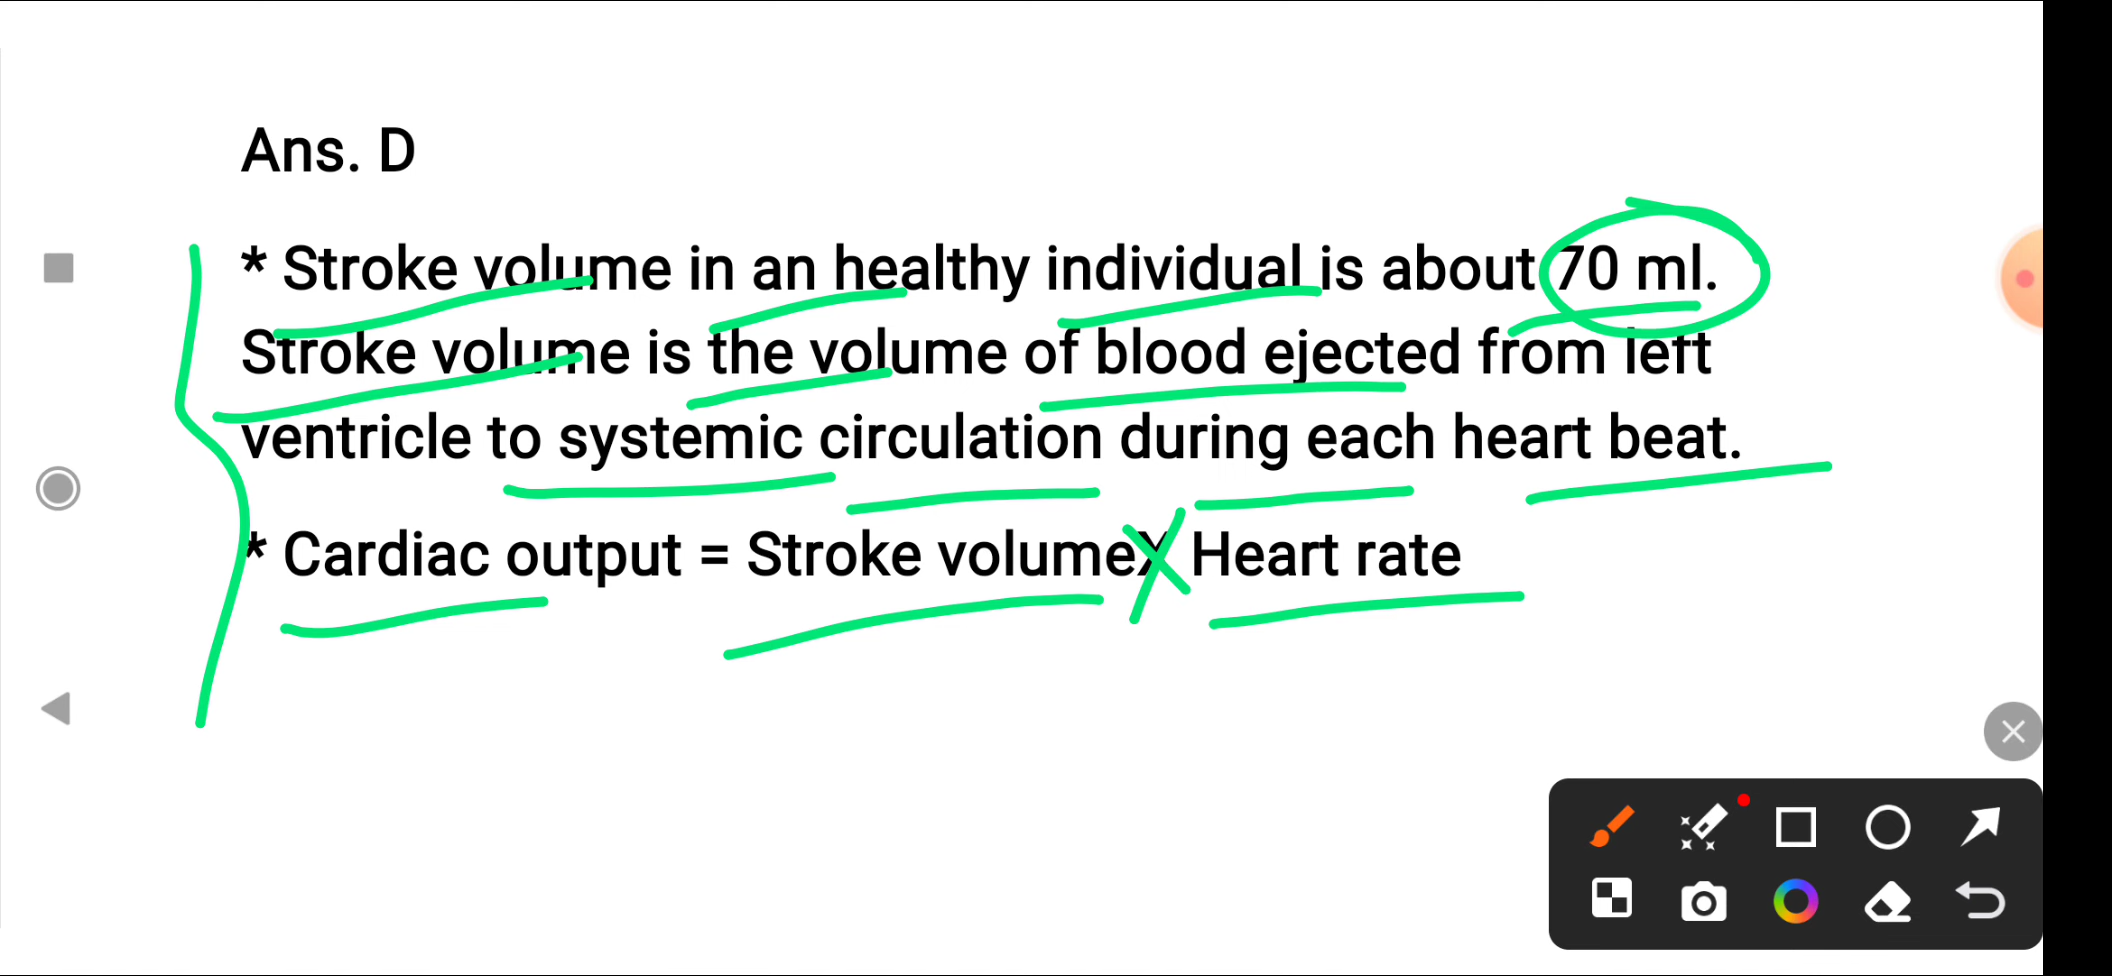 Ans. D
* Stroke volume in an healthy individual is about 70 ml.
Stroke volume is the volume of blood ejected from left
ventricle to systemic circulation during each heart beat.
* Cardiac output = Stroke volumeX Heart rate